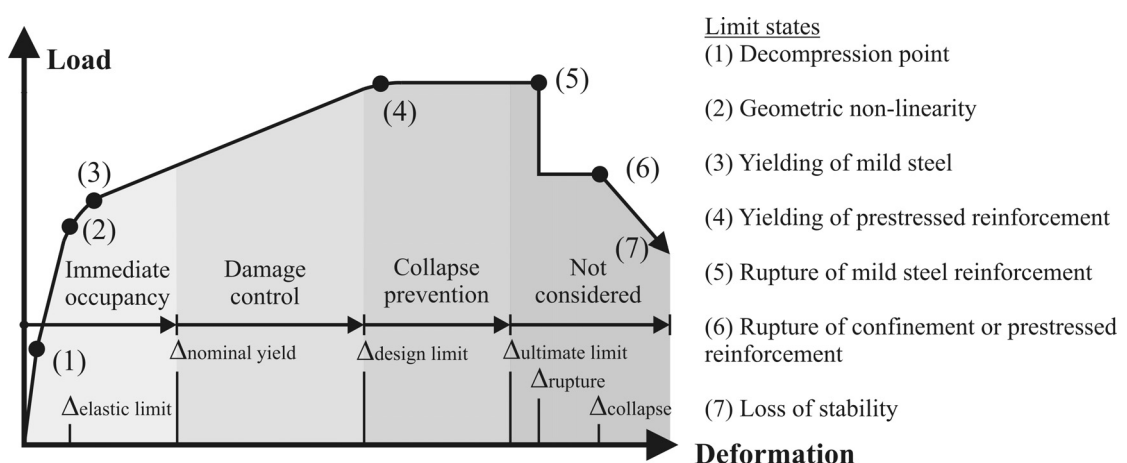 Load
(1)
(2)
(3)
(4)
(5)
(6)
(7)
Immediate
occupancy
Damage
control
Collapse
prevention
Not
considered
Δnominal yield
Δdesign limit
Δultimate limit
Δrupture
Δelastic limit
Δcollapse
Deformation
Limit states
(1) Decompression point
(2) Geometric non-linearity
(3) Yielding of mild steel
(4) Yielding of prestressed reinforcement
(5) Rupture of mild steel reinforcement
(6) Rupture of confinement or prestressed
reinforcement
(7) Loss of stability